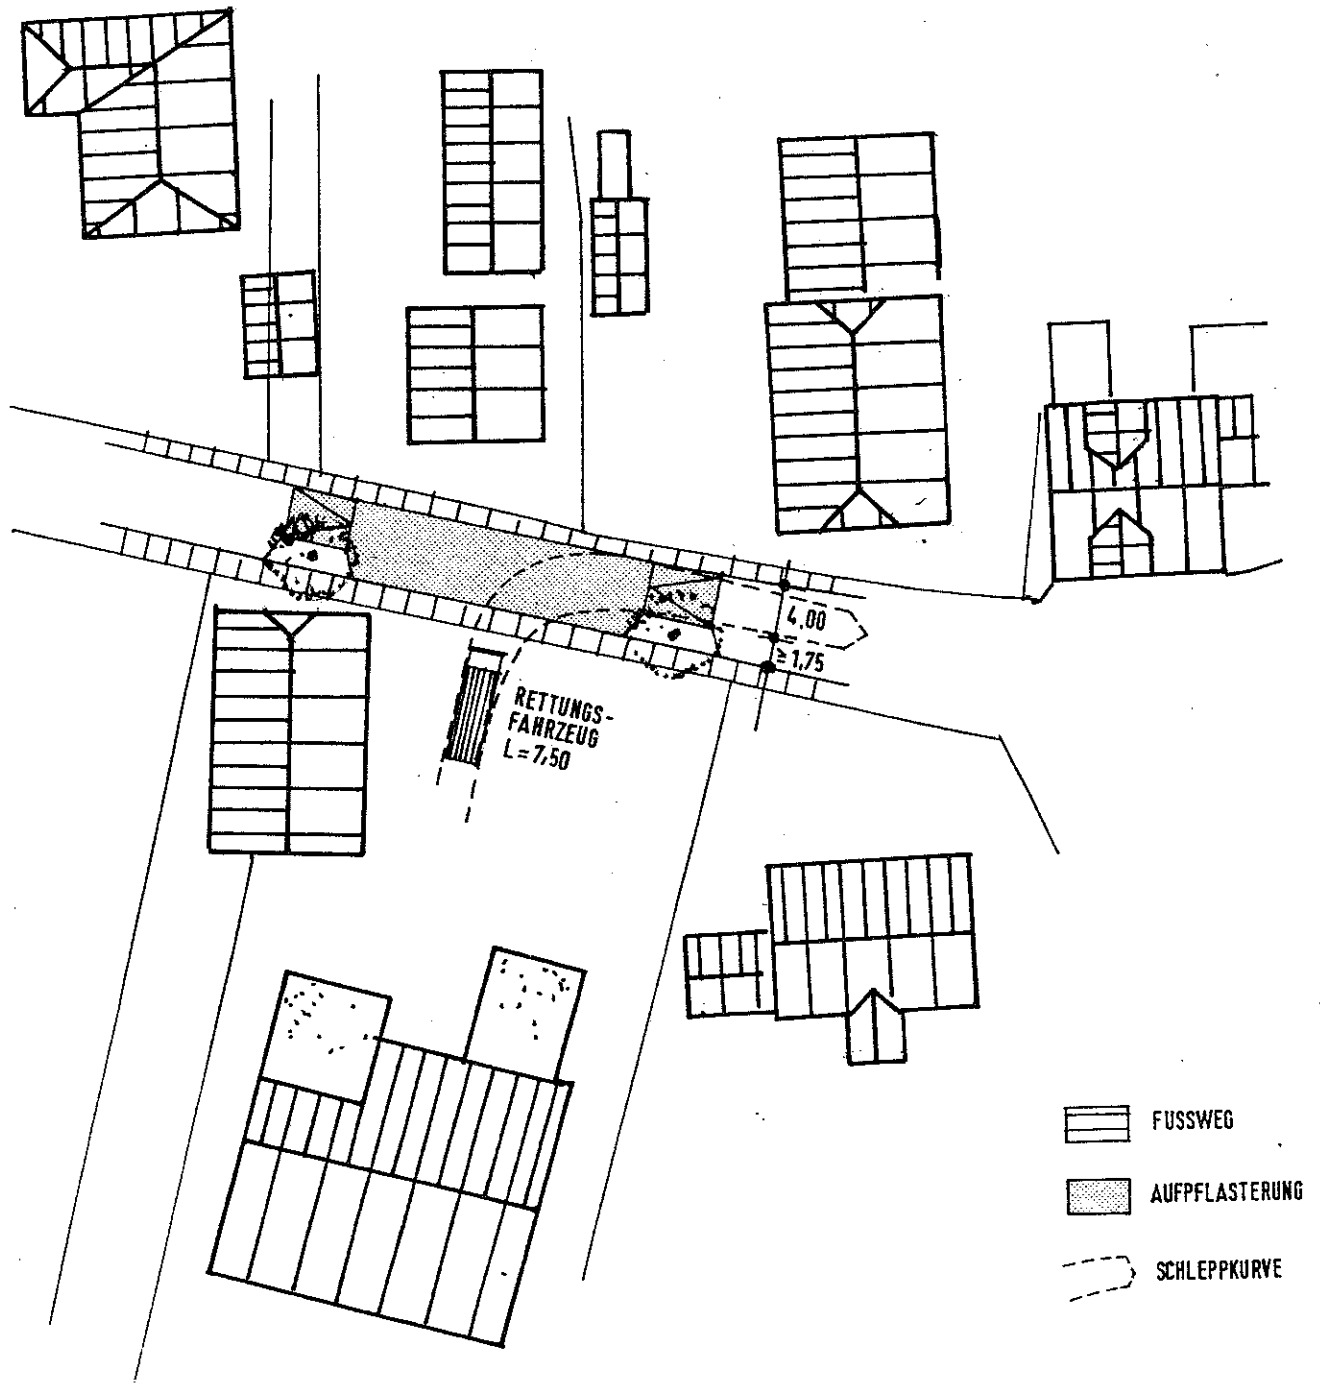 4,00
≥ 1,75
RETTUNGS-
FAHRZEUG
L = 7,50
FUSSWEG
AUFPFLASTERUNG
SCHLEPPKURVE